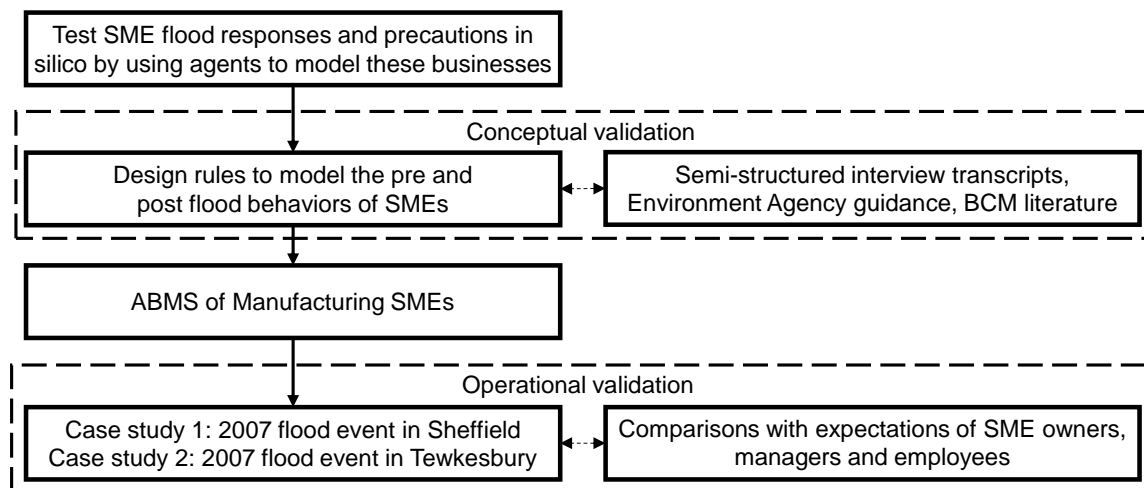 Test SME flood responses and precautions in
silico by using agents to model these businesses
Conceptual validation
Design rules to model the pre and
post flood behaviors of SMEs
Semi-structured interview transcripts,
Environment Agency guidance, BCM literature
ABMS of Manufacturing SMEs
Operational validation
Case study 1: 2007 flood event in Sheffield
Case study 2: 2007 flood event in Tewkesbury
Comparisons with expectations of SME owners,
managers and employees